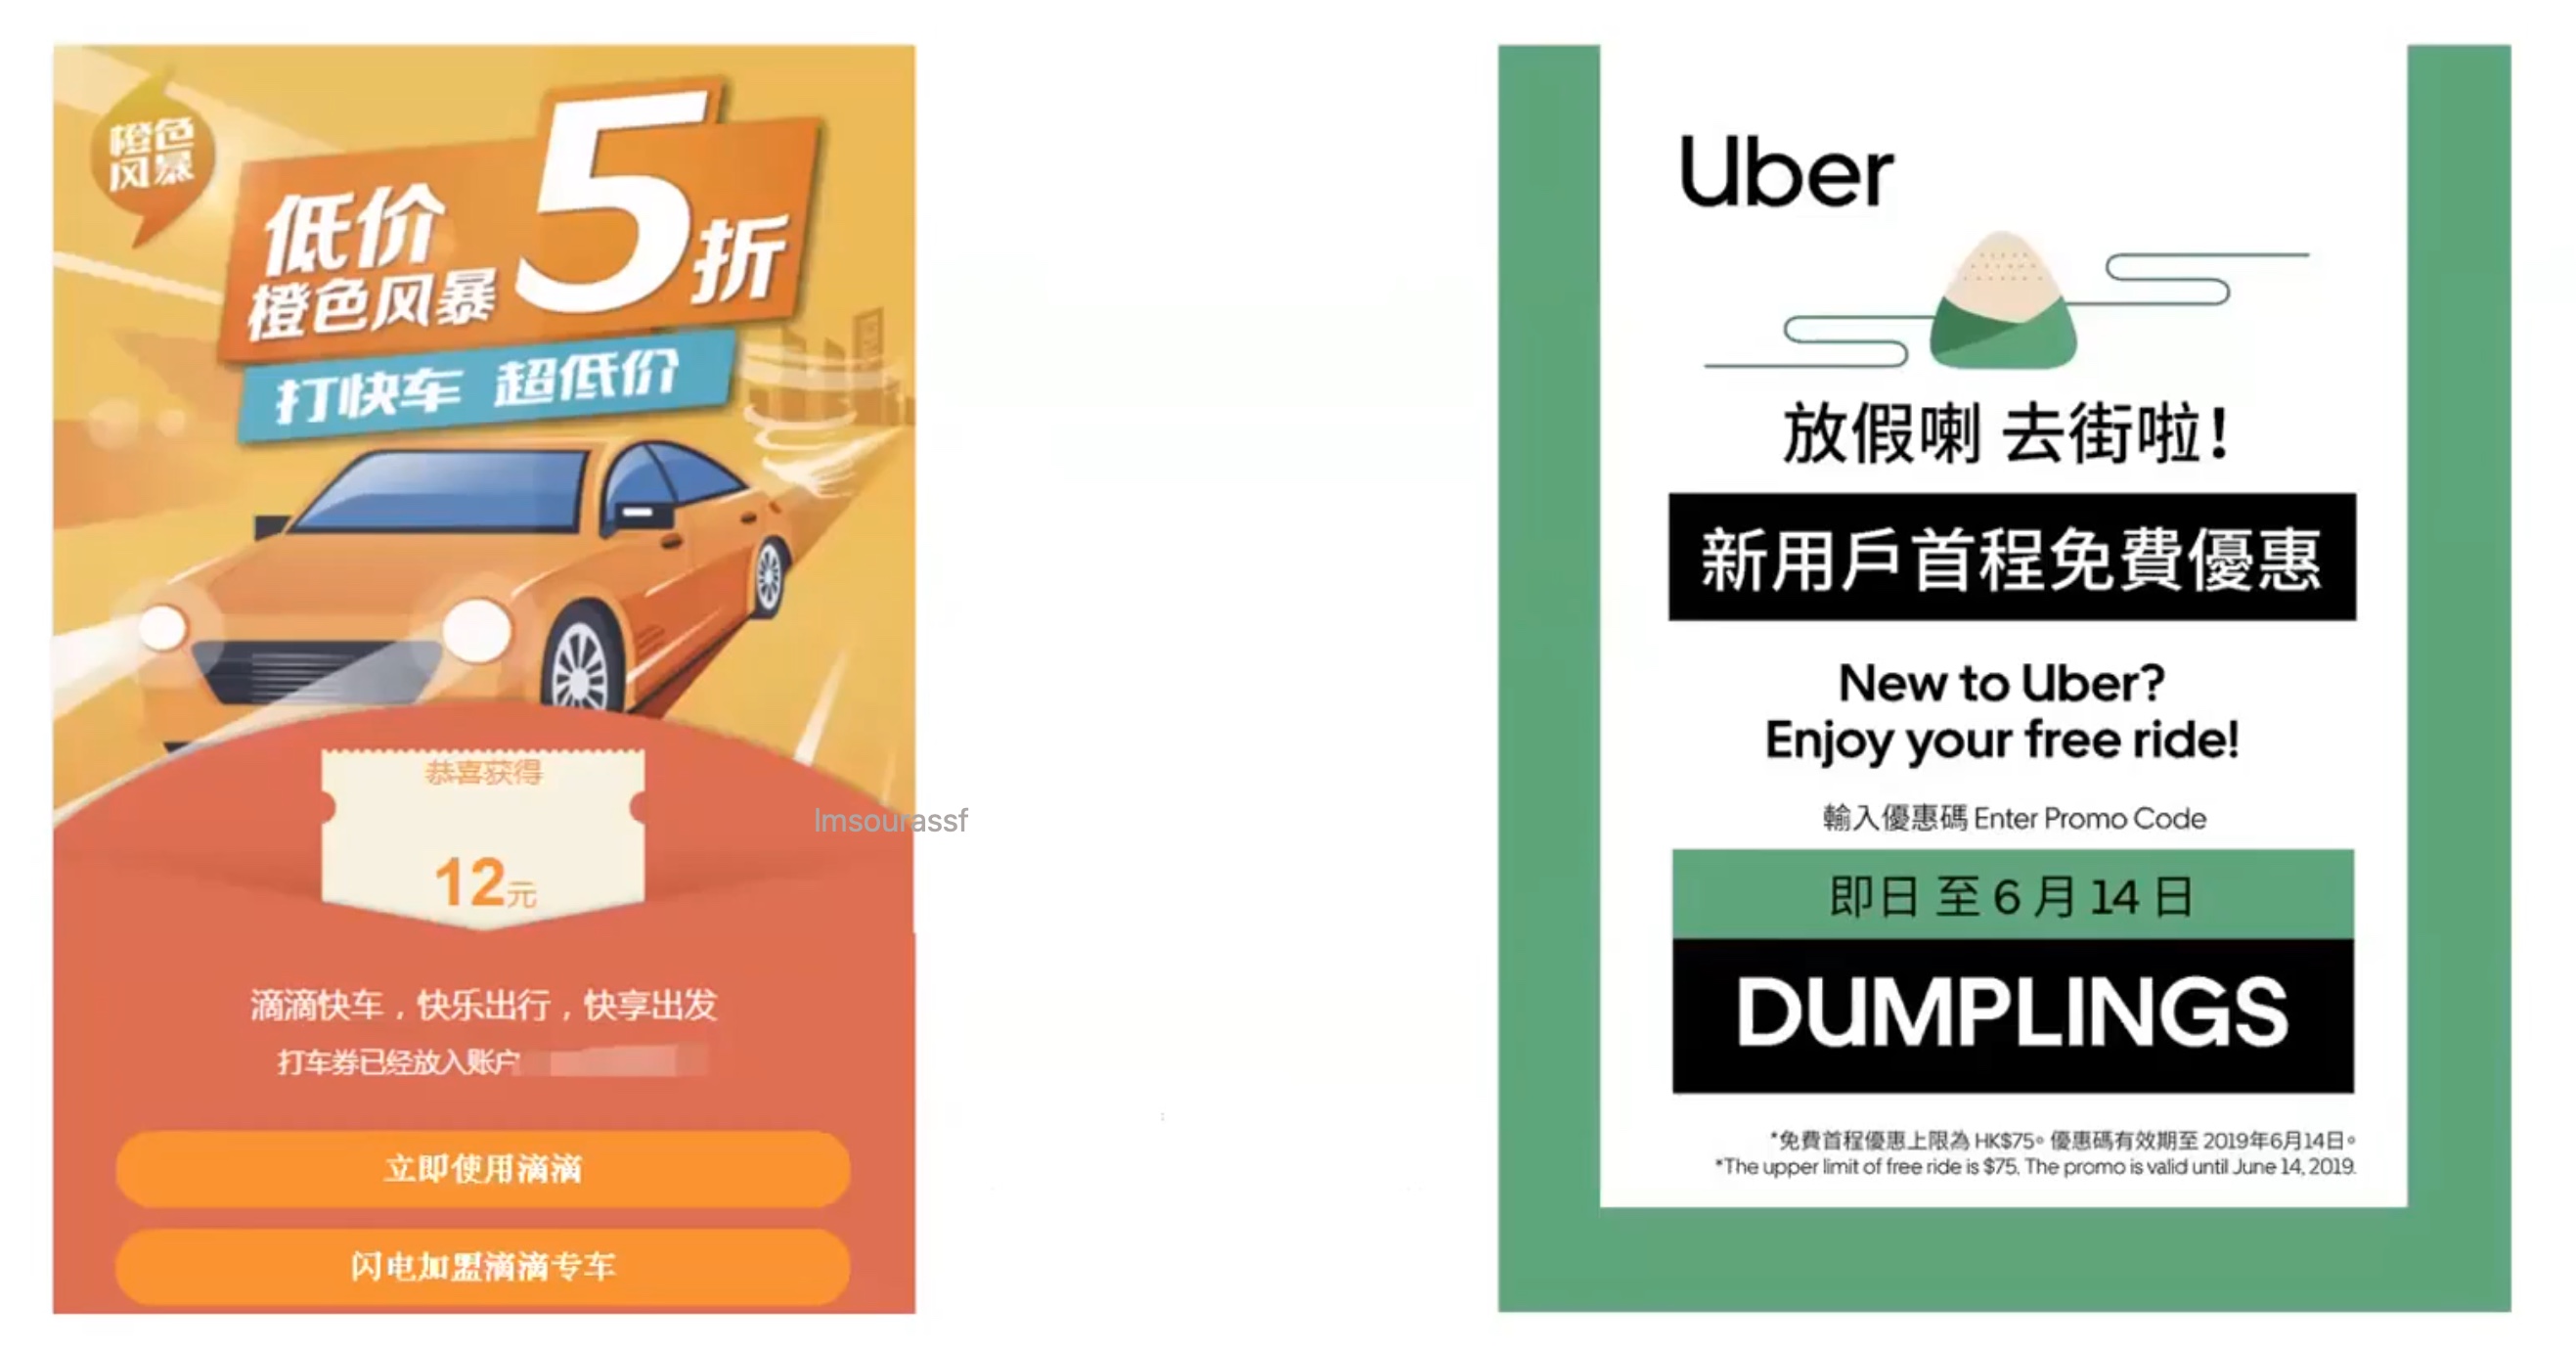 橙色
风暴
低价
橙色风暴
5折
打快车 超低价
恭喜获得
12元
滴滴快车，快乐出行，快享出发
打车券已经放入账户
立即使用滴滴
闪电加盟滴滴专车
Imsourassf
Uber
放假喇 去街啦！
新用戶首程免費優惠
New to Uber?
Enjoy your free ride!
輸入優惠碼 Enter Promo Code
即日 至 6 月 14 日
DUMPLINGS
*免費首程優惠上限為 HK$75。優惠碼有效期至 2019年6月14日。
*The upper limit of free ride is $75. The promo is valid until June 14, 2019.